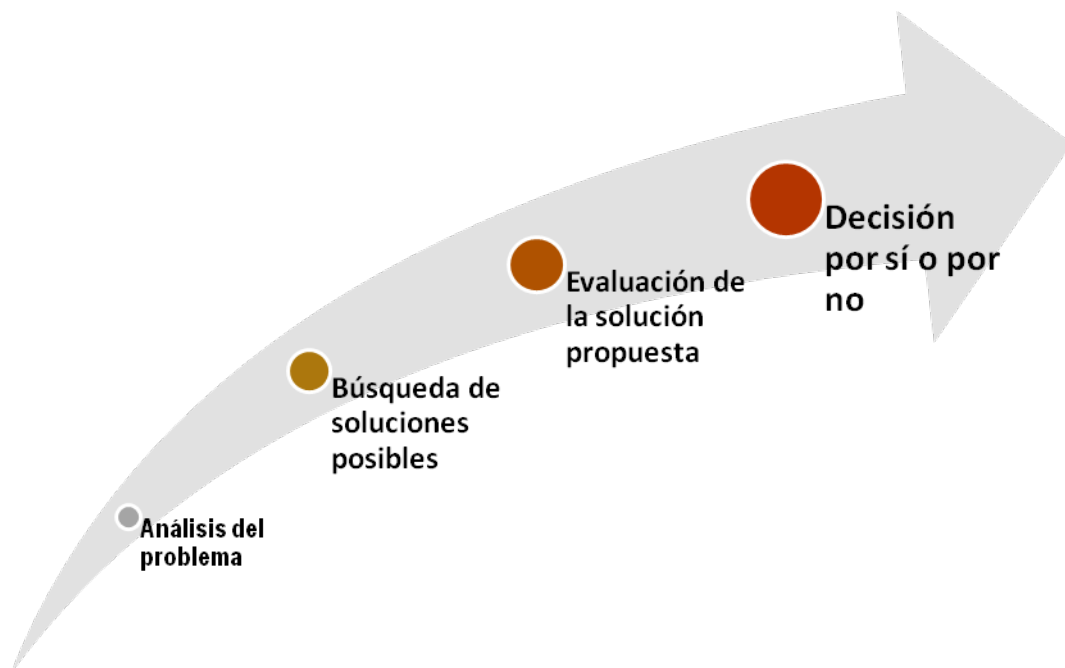 Análisis del
problema
Búsqueda de
soluciones
posibles
Evaluación de
la solución
propuesta
Decisión
por sí o por
no